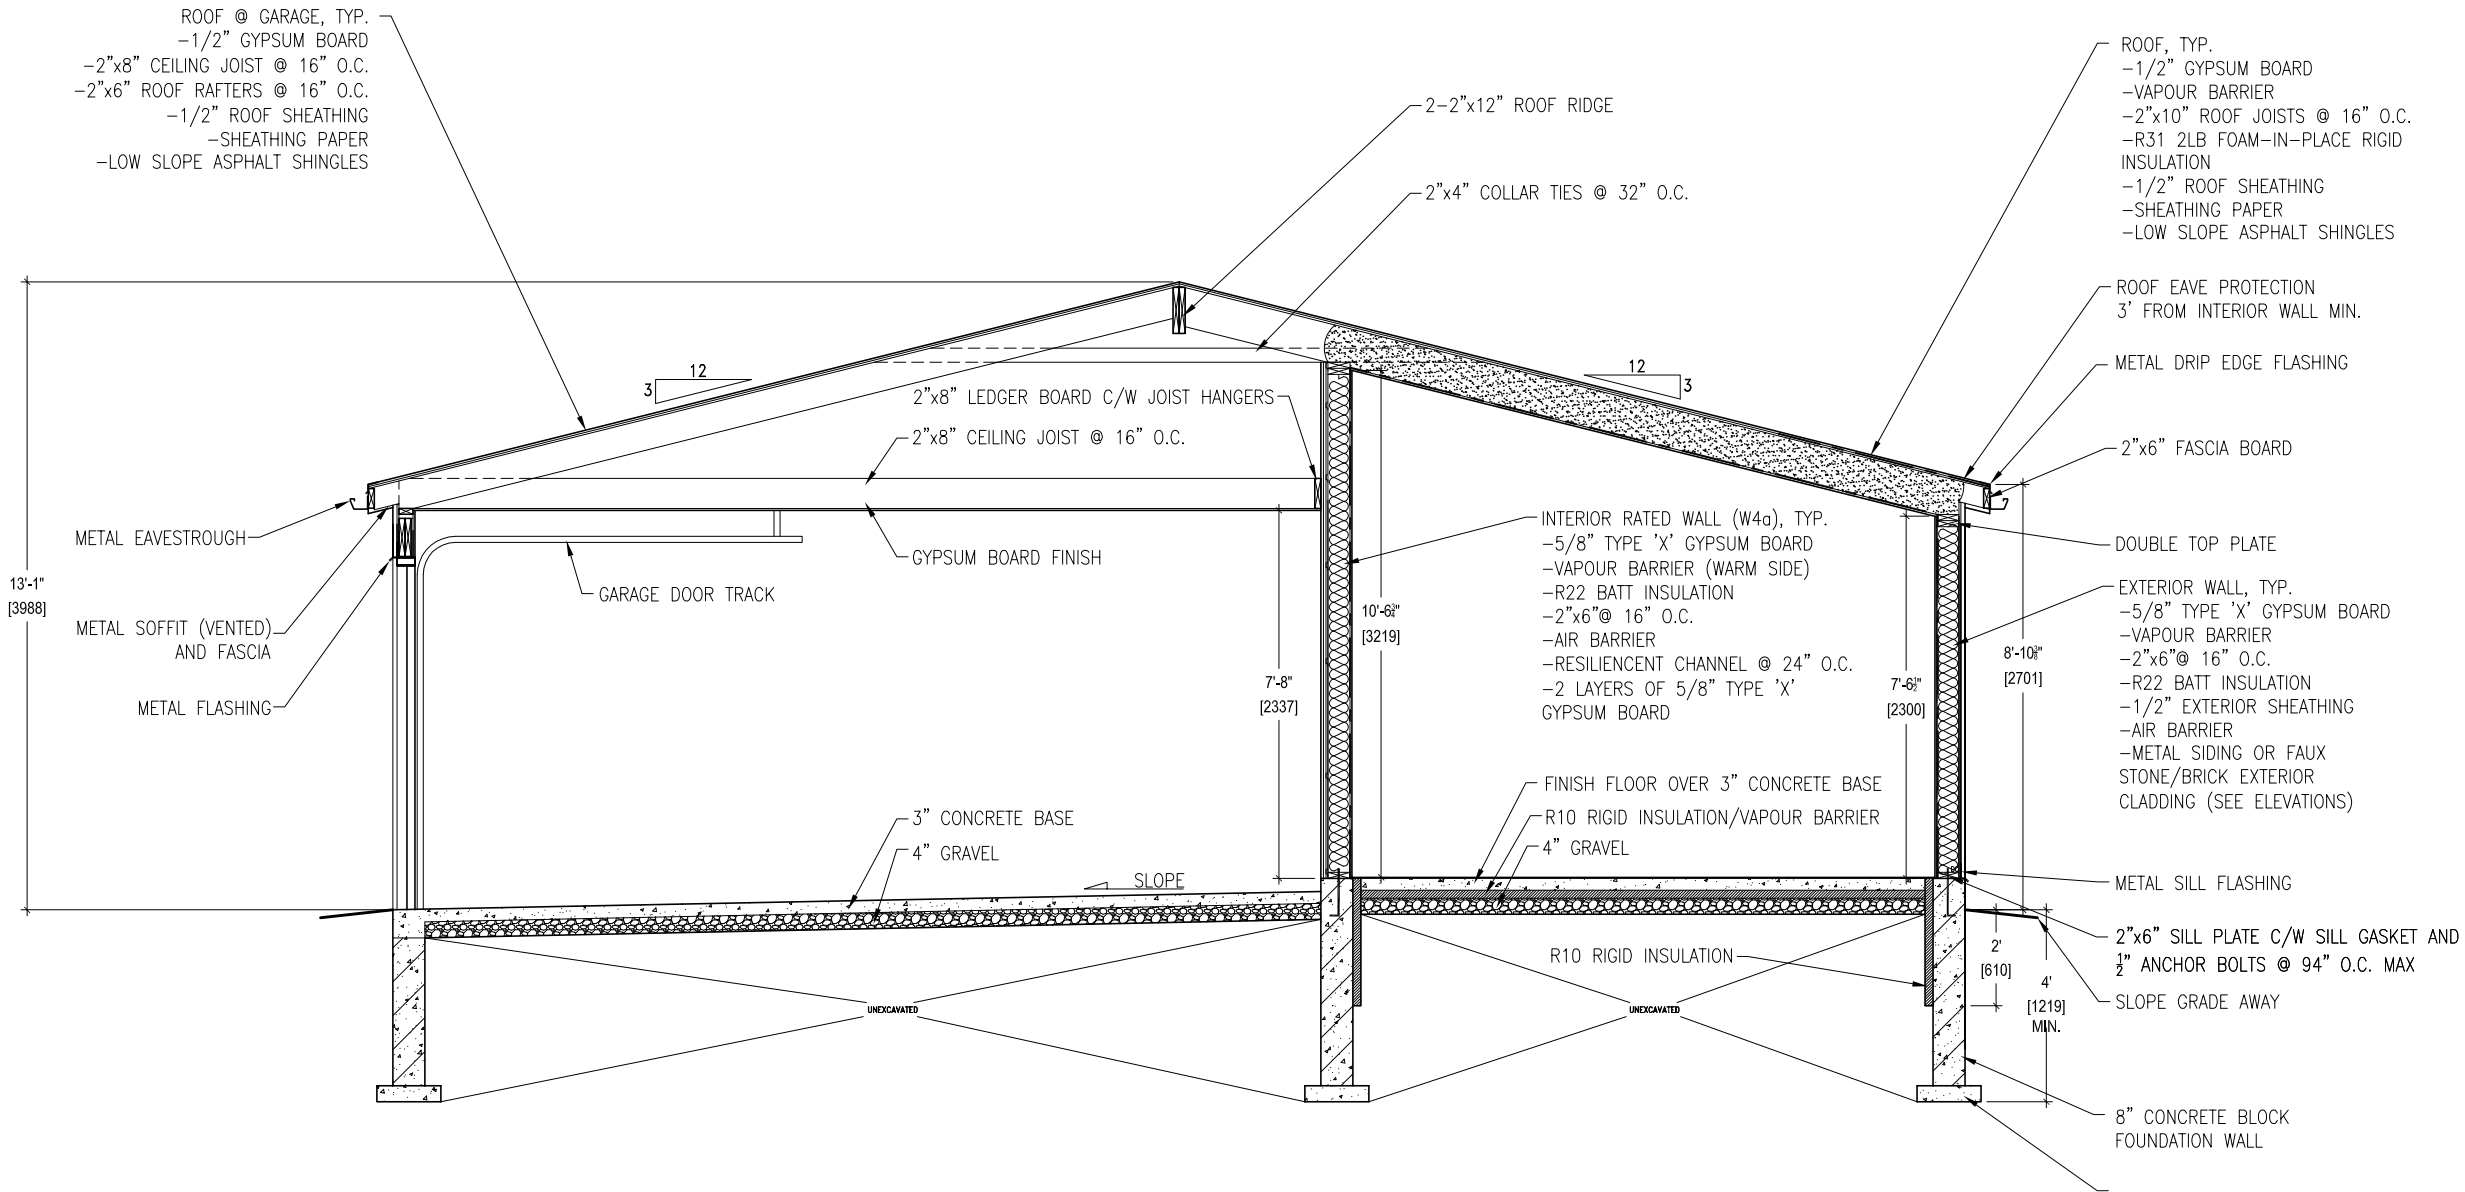 ROOF @ GARAGE, TYP.
-1/2" GYPSUM BOARD
-2"x8" CEILING JOIST @ 16" O.C.
-2"x6" ROOF RAFTERS @ 16" O.C.
-1/2" ROOF SHEATHING
-SHEATHING PAPER
-LOW SLOPE ASPHALT SHINGLES
2-2"x12" ROOF RIDGE
2"x4" COLLAR TIES @ 32" O.C.
ROOF, TYP.
-1/2" GYPSUM BOARD
-VAPOUR BARRIER
-2"x10" ROOF JOISTS @ 16" O.C.
-R31 2LB FOAM-IN-PLACE RIGID
INSULATION
-1/2" ROOF SHEATHING
-SHEATHING PAPER
-LOW SLOPE ASPHALT SHINGLES
ROOF EAVE PROTECTION
3' FROM INTERIOR WALL MIN.
METAL DRIP EDGE FLASHING
2"x6" FASCIA BOARD
12
3
12
3
2"x8" LEDGER BOARD C/W JOIST HANGERS
2"x8" CEILING JOIST @ 16" O.C.
GYPSUM BOARD FINISH
GARAGE DOOR TRACK
METAL EAVESTROUGH
13'-1"
[3988]
METAL SOFFIT (VENTED)
AND FASCIA
METAL FLASHING
INTERIOR RATED WALL (W4a), TYP.
-5/8" TYPE 'X' GYPSUM BOARD
-VAPOUR BARRIER (WARM SIDE)
-R22 BATT INSULATION
-2"x6"@ 16" O.C.
-AIR BARRIER
-RESILIENCENT CHANNEL @ 24" O.C.
-2 LAYERS OF 5/8" TYPE 'X'
GYPSUM BOARD
10'-6¾"
[3219]
7'-8"
[2337]
7'-6½"
[2300]
8'-10⅜"
[2701]
DOUBLE TOP PLATE
EXTERIOR WALL, TYP.
-5/8" TYPE 'X' GYPSUM BOARD
-VAPOUR BARRIER
-2"x6"@ 16" O.C.
-R22 BATT INSULATION
-1/2" EXTERIOR SHEATHING
-AIR BARRIER
-METAL SIDING OR FAUX
STONE/BRICK EXTERIOR
CLADDING (SEE ELEVATIONS)
3" CONCRETE BASE
4" GRAVEL
SLOPE
FINISH FLOOR OVER 3" CONCRETE BASE
R10 RIGID INSULATION/VAPOUR BARRIER
4" GRAVEL
METAL SILL FLASHING
2"x6" SILL PLATE C/W SILL GASKET AND
½" ANCHOR BOLTS @ 94" O.C. MAX
SLOPE GRADE AWAY
R10 RIGID INSULATION
2'
[610]
4'
[1219]
MIN.
UNEXCAVATED
UNEXCAVATED
8" CONCRETE BLOCK
FOUNDATION WALL